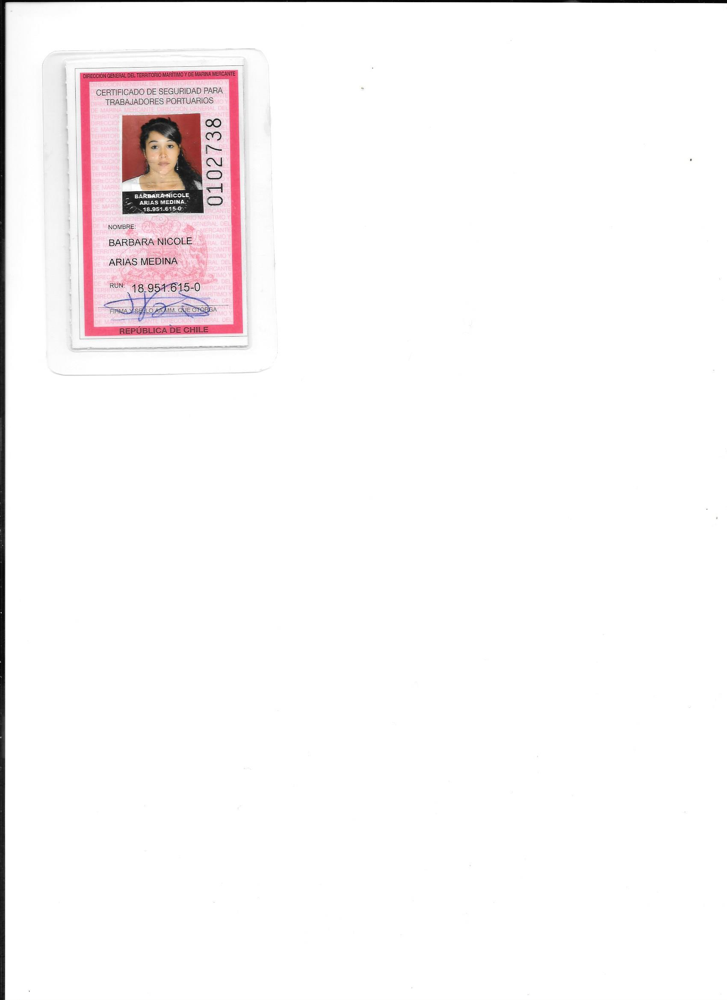 DIRECCIÓN GENERAL DEL TERRITORIO MARÍTIMO Y DE MARINA MERCANTE
CERTIFICADO DE SEGURIDAD PARA
TRABAJADORES PORTUARIOS
0102738
BARBARA NICOLE
ARIAS MEDINA
18.951.615-0
NOMBRE:
BARBARA NICOLE
ARIAS MEDINA
RUN: 18.951.615-0
FIRMA Y SELLO AA.MM. QUE OTORGA
REPÚBLICA DE CHILE